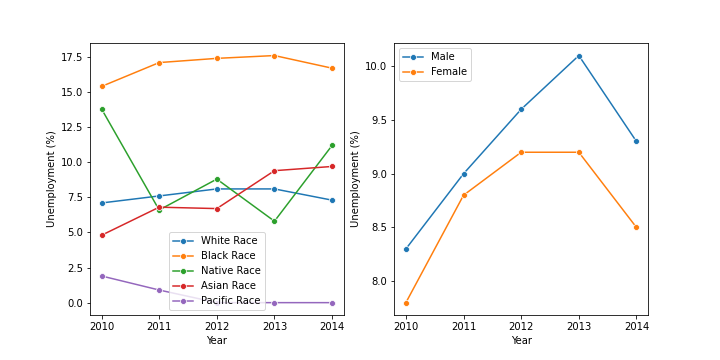 17.5
15.0
12.5
10.0
7.5
5.0
2.5
0.0
Unemployment (%)
White Race
Black Race
Native Race
Asian Race
Pacific Race
2010 2011 2012 2013 2014
Year
Male
Female
10.0
9.5
9.0
8.5
8.0
Unemployment (%)
2010 2011 2012 2013 2014
Year